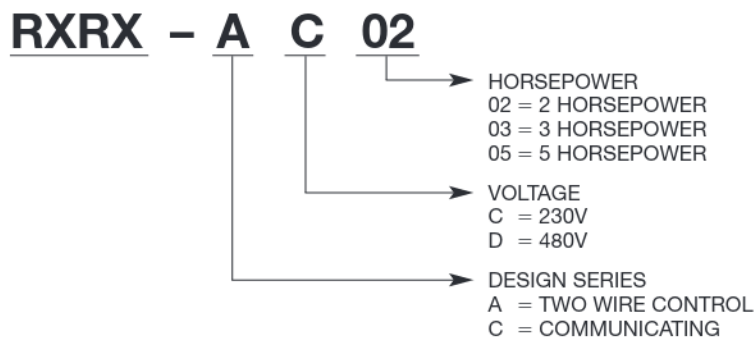 RXRX – A C 02
HORSEPOWER
02 = 2 HORSEPOWER
03 = 3 HORSEPOWER
05 = 5 HORSEPOWER
VOLTAGE
C = 230V
D = 480V
DESIGN SERIES
A = TWO WIRE CONTROL
C = COMMUNICATING